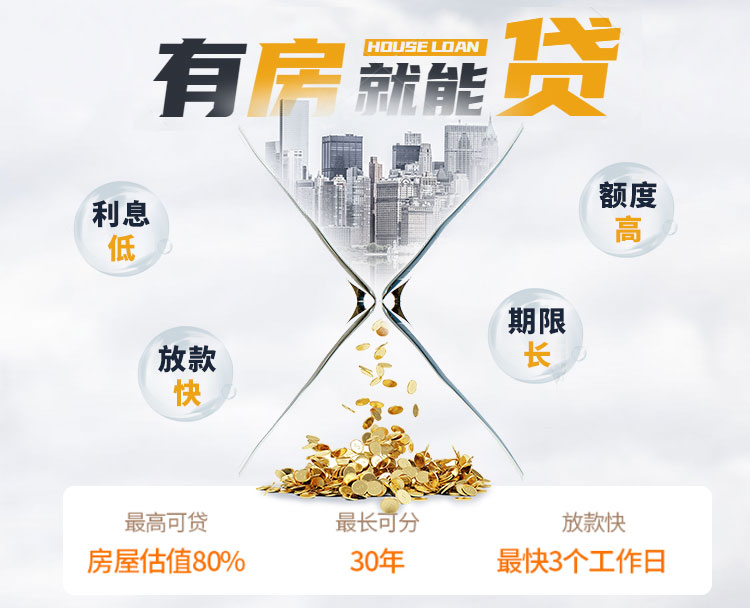 有房就能贷
HOUSE LOAN
利息
低
额度
高
放款
快
期限
长
最高可贷
房屋估值80%
最长可分
30年
放款快
最快3个工作日